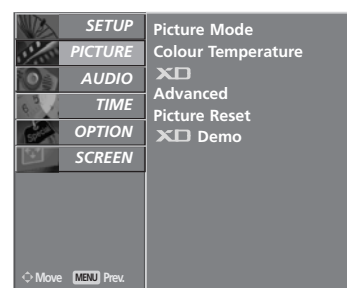 SETUP
PICTURE
AUDIO
TIME
OPTION
SCREEN
Move MENU Prev.
Picture Mode
Colour Temperature
XD
Advanced
Picture Reset
XD Demo